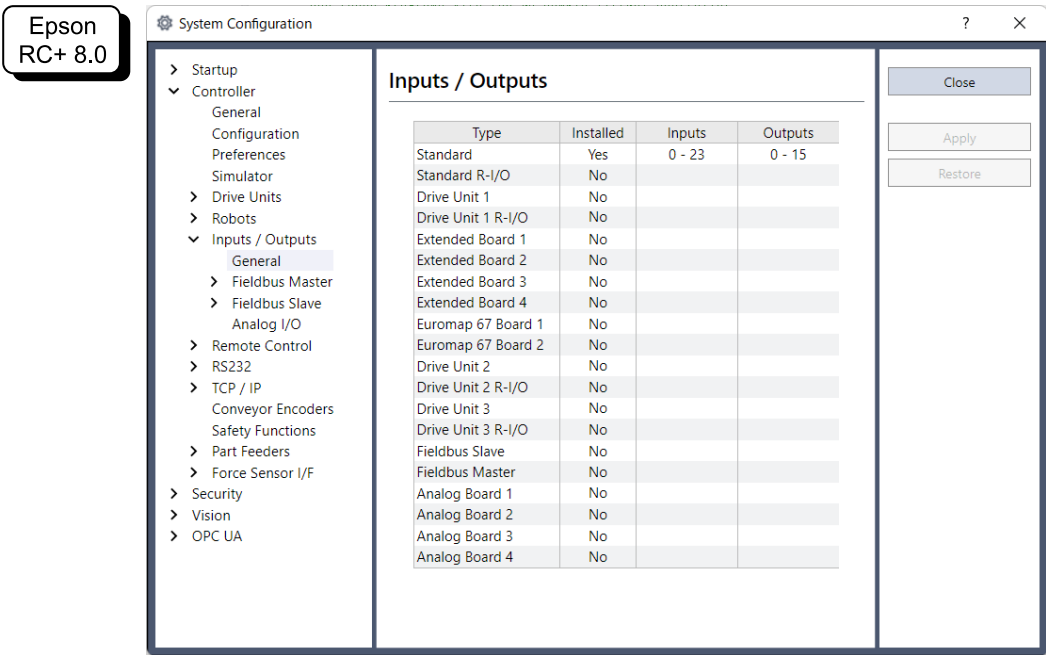 Epson
RC+ 8.0
System Configuration
?
Startup
Controller
General
Configuration
Preferences
Simulator
Drive Units
Robots
Inputs / Outputs
General
Fieldbus Master
Fieldbus Slave
Analog I/O
Remote Control
RS232
TCP / IP
Conveyor Encoders
Safety Functions
Part Feeders
Force Sensor I/F
Security
Vision
OPC UA
Inputs / Outputs
Type Installed Inputs Outputs
Standard Yes 0 - 23 0 - 15
Standard R-I/O No
Drive Unit 1 No
Drive Unit 1 R-I/O No
Extended Board 1 No
Extended Board 2 No
Extended Board 3 No
Extended Board 4 No
Euromap 67 Board 1 No
Euromap 67 Board 2 No
Drive Unit 2 No
Drive Unit 2 R-I/O No
Drive Unit 3 No
Drive Unit 3 R-I/O No
Fieldbus Slave No
Fieldbus Master No
Analog Board 1 No
Analog Board 2 No
Analog Board 3 No
Analog Board 4 No
Close
Apply
Restore